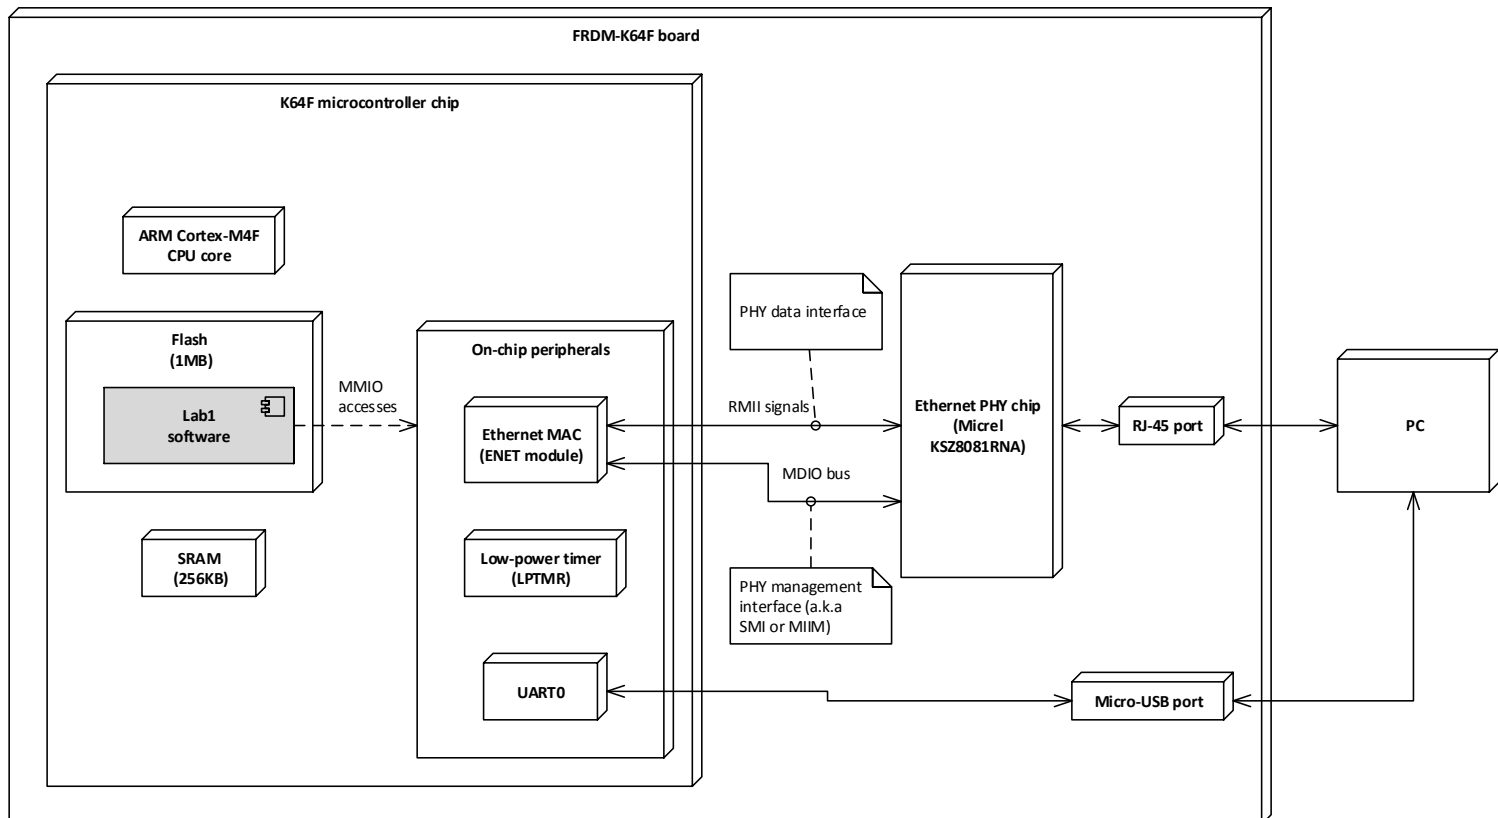 FRDM-K64F board
K64F microcontroller chip
ARM Cortex-M4F
CPU core
Flash
(1MB)
Lab1
software
MMIO
accesses
SRAM
(256KB)
On-chip peripherals
Ethernet MAC
(ENET module)
Low-power timer
(LPTMR)
UART0
PHY data interface
RMII signals
MDIO bus
PHY management
interface (a.k.a
SMI or MIIM)
Ethernet PHY chip
(Micrel
KSZ8081RNA)
RJ-45 port
Micro-USB port
PC